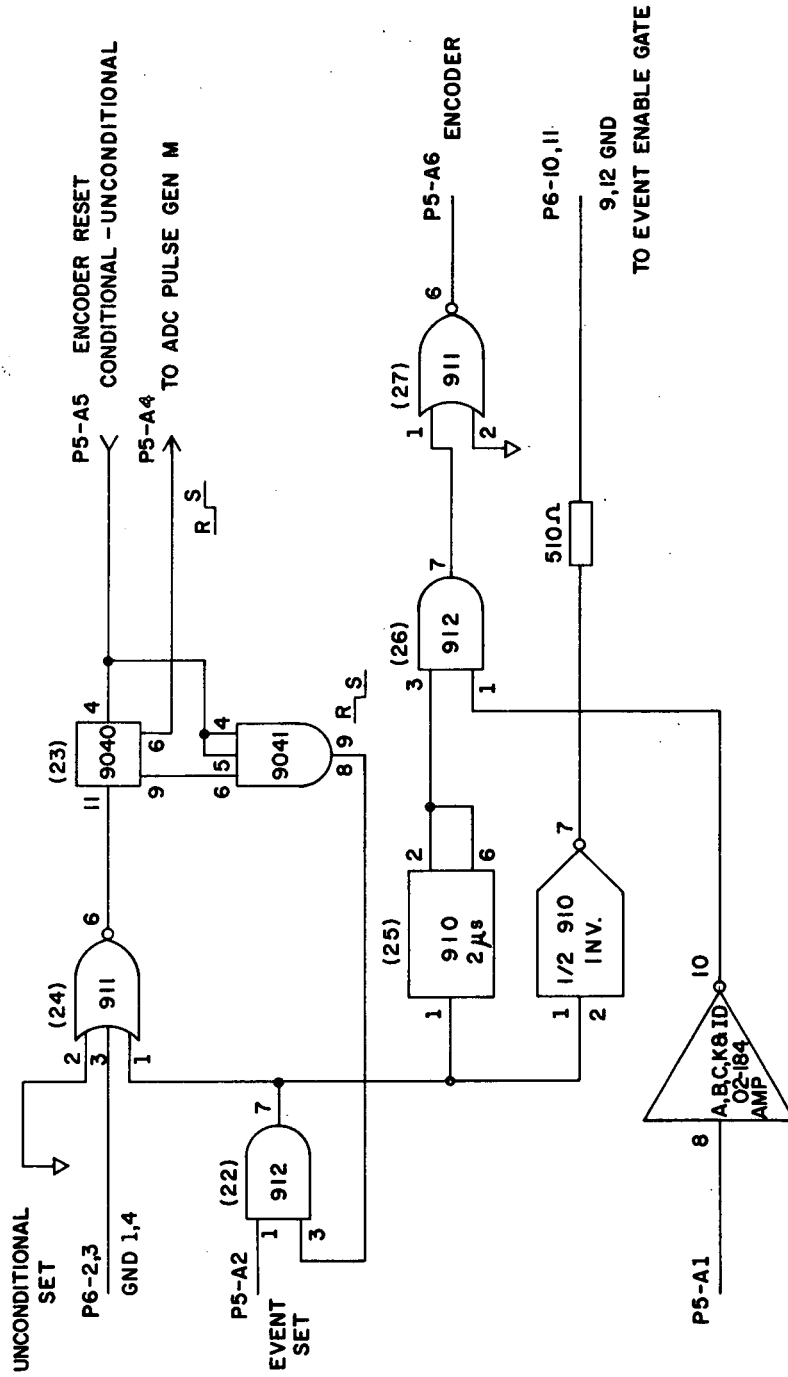 UNCONDITIONAL
SET
P6-2,3
GND 1,4
2
3
1
(24)
911
6
11
(23)
9040
4
9
6
P5-A5
ENCODER RESET
CONDITIONAL-UNCONDITIONAL
P5-A4
TO ADC PULSE GEN M
R
S
6
5
4
9041
8
9
R
S
P5-A2
EVENT
SET
1
3
(22)
912
7
1
(25)
910
2μs
2
6
3
1
(26)
912
7
1
2
(27)
911
6
P5-A6
ENCODER
1
2
1/2 910
INV.
7
510Ω
P6-10,11
9,12 GND
TO EVENT ENABLE GATE
P5-A1
8
A,B,C,K&ID
02-184
AMP
10